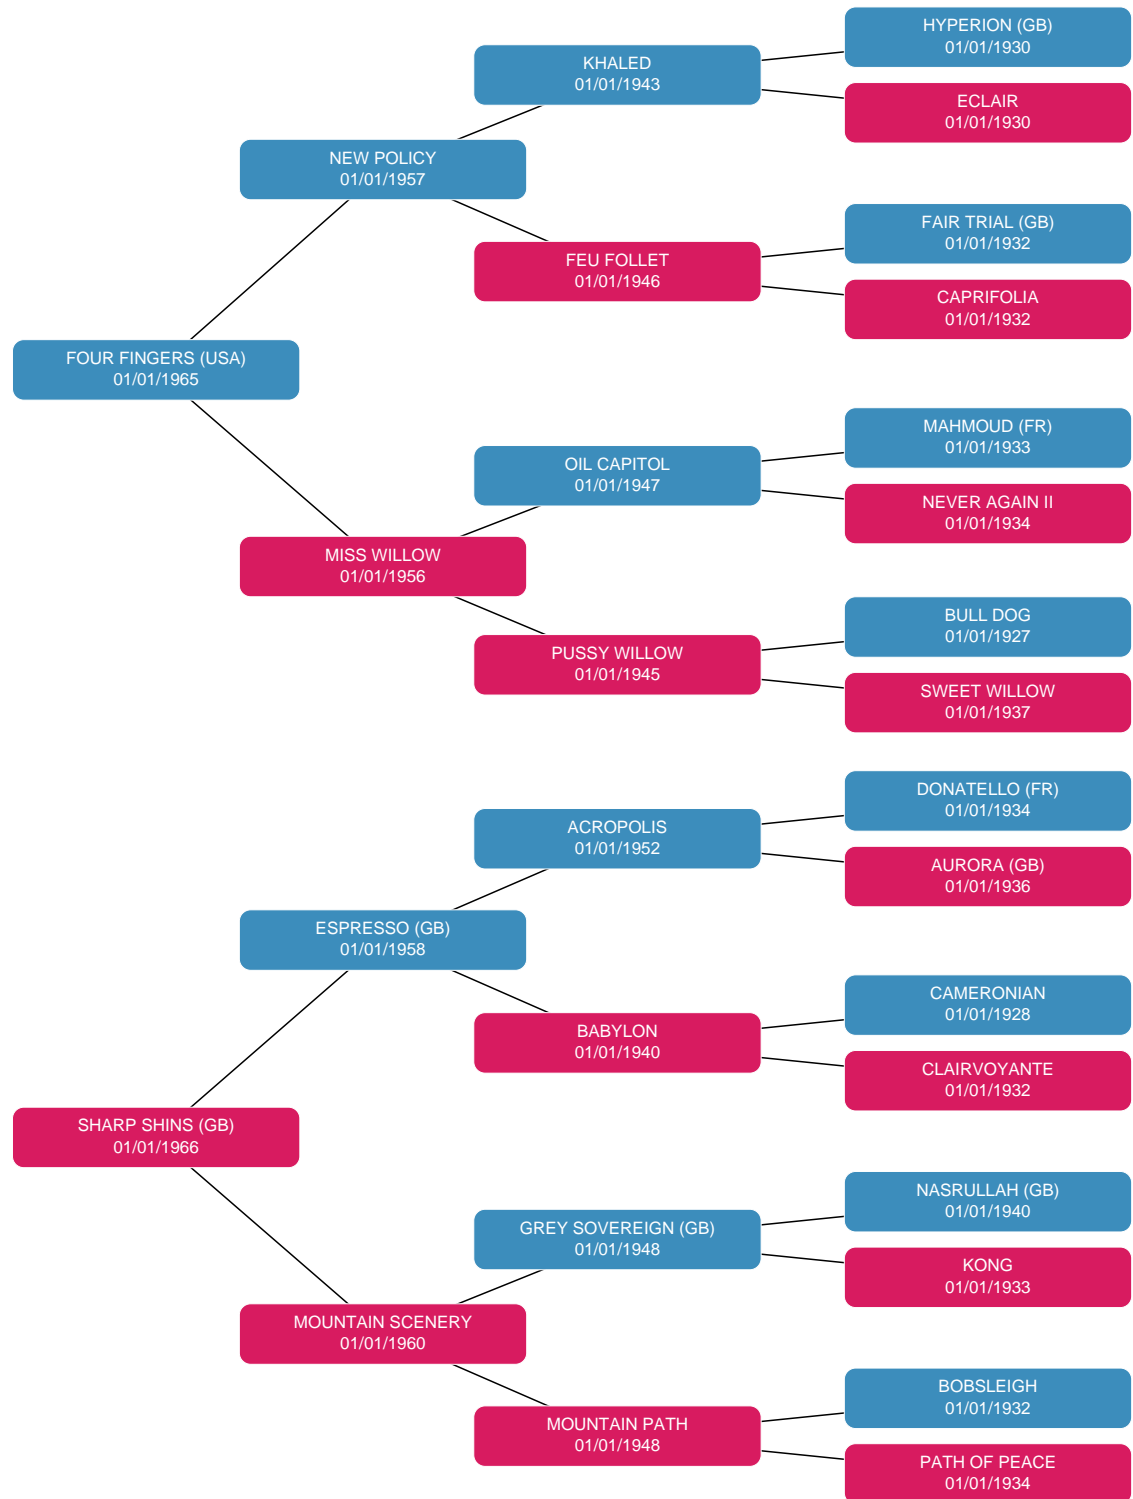 HYPERION (GB)
01/01/1930
KHALED
01/01/1943
ECLAIR
01/01/1930
NEW POLICY
01/01/1957
FAIR TRIAL (GB)
01/01/1932
FEU FOLLET
01/01/1946
CAPRIFOLIA
01/01/1932
FOUR FINGERS (USA)
01/01/1965
MAHMOUD (FR)
01/01/1933
OIL CAPITOL
01/01/1947
NEVER AGAIN II
01/01/1934
MISS WILLOW
01/01/1956
BULL DOG
01/01/1927
PUSSY WILLOW
01/01/1945
SWEET WILLOW
01/01/1937
DONATELLO (FR)
01/01/1934
ACROPOLIS
01/01/1952
AURORA (GB)
01/01/1936
ESPRESSO (GB)
01/01/1958
CAMERONIAN
01/01/1928
BABYLON
01/01/1940
CLAIRVOYANTE
01/01/1932
SHARP SHINS (GB)
01/01/1966
NASRULLAH (GB)
01/01/1940
GREY SOVEREIGN (GB)
01/01/1948
KONG
01/01/1933
MOUNTAIN SCENERY
01/01/1960
BOBSLEIGH
01/01/1932
MOUNTAIN PATH
01/01/1948
PATH OF PEACE
01/01/1934